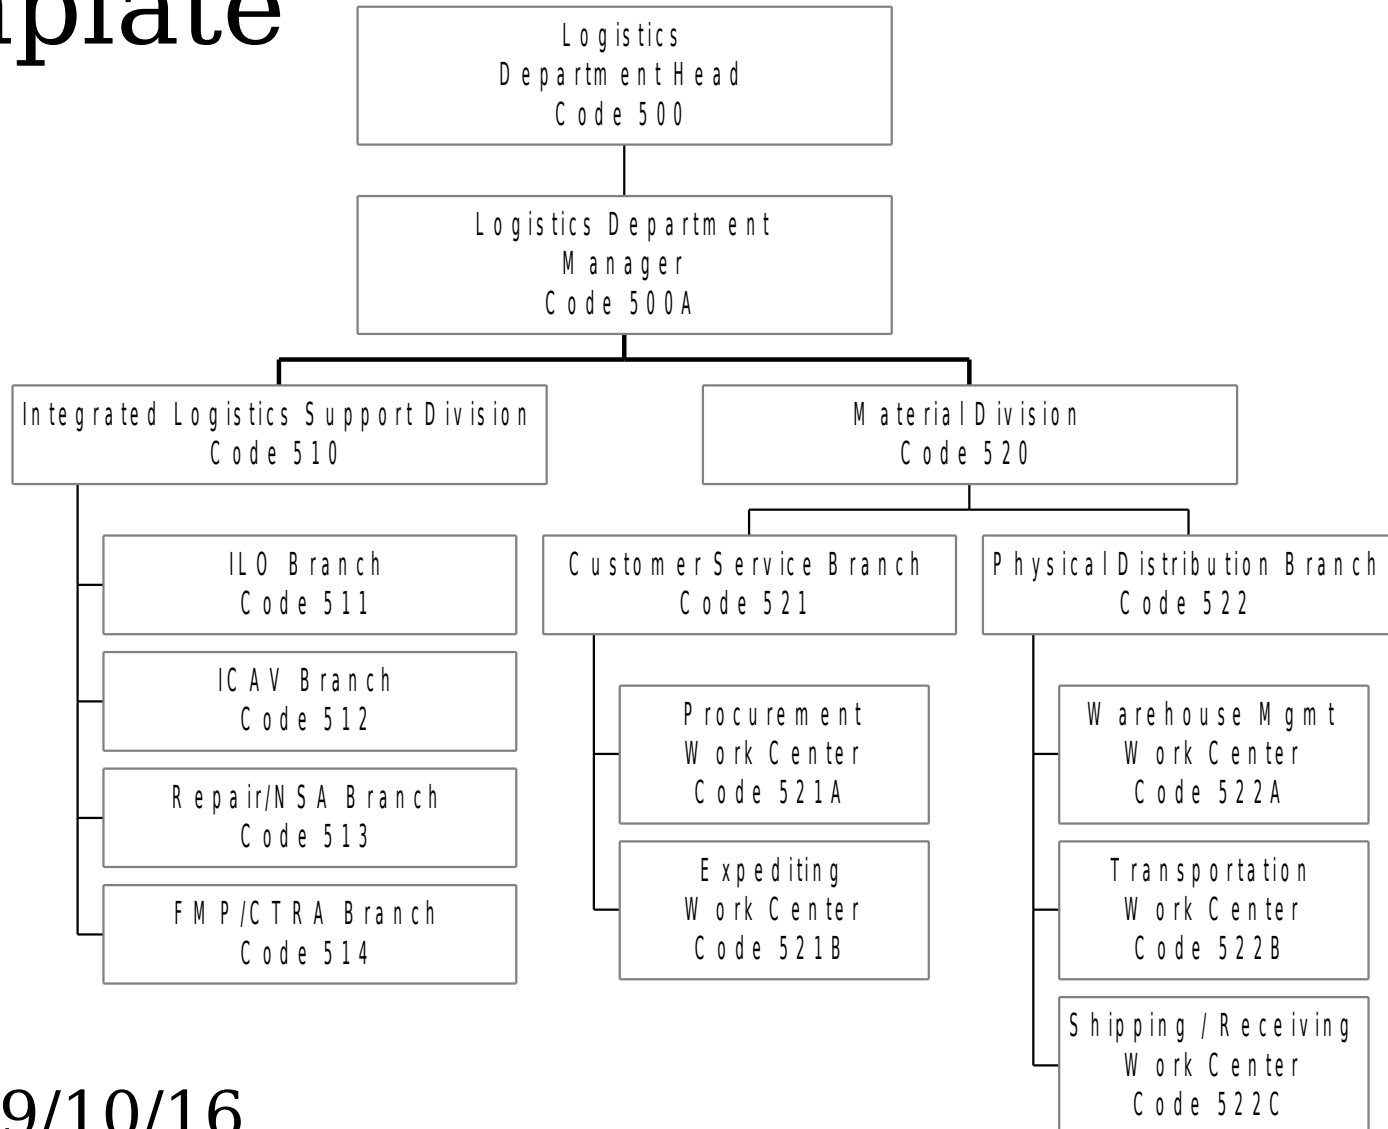 nplate
Logistics
Department Head
Code 500
Logistics Department
Manager
Code 500A
Integrated Logistics Support Division
Code 510
Material Division
Code 520
ILO Branch
Code 511
ICAV Branch
Code 512
Repair/NSA Branch
Code 513
FMP/CTRA Branch
Code 514
Customer Service Branch
Code 521
Procurement
Work Center
Code 521A
Expediting
Work Center
Code 521B
Physical Distribution Branch
Code 522
Warehouse Mgmt
Work Center
Code 522A
Transportation
Work Center
Code 522B
Shipping / Receiving
Work Center
Code 522C
9/10/16